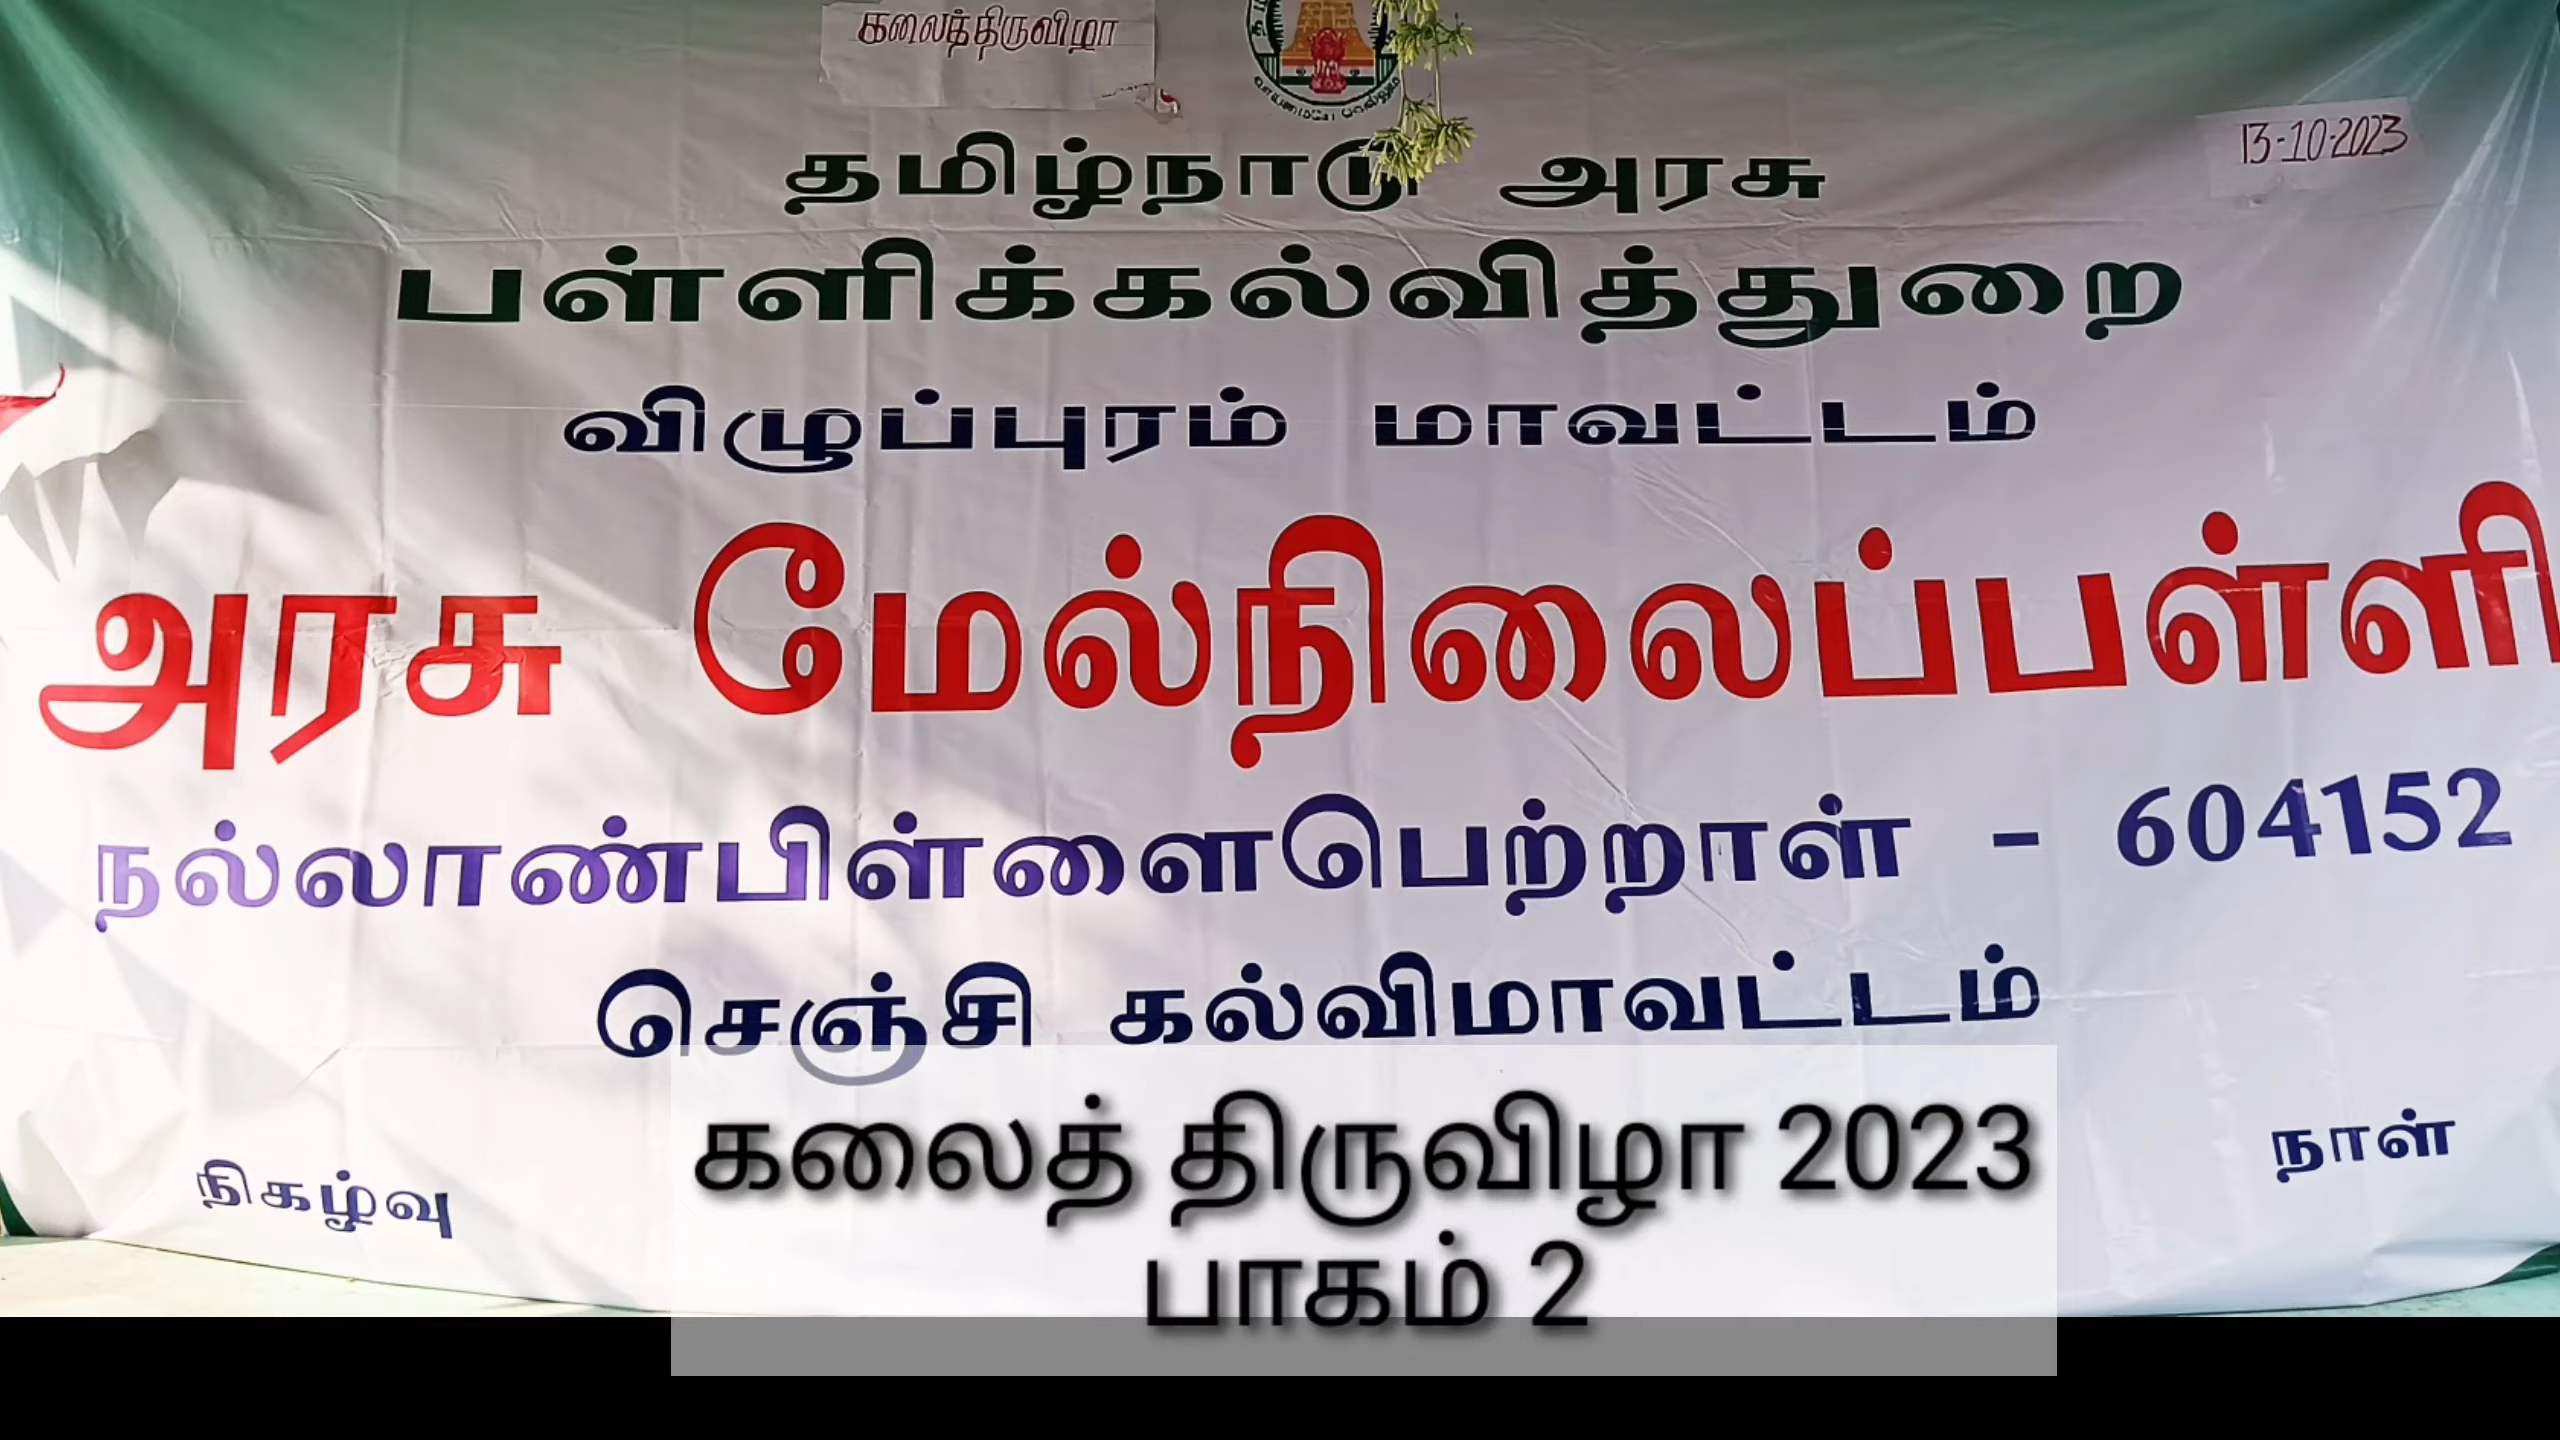 கலைத்திருவிழா
வாய்மையே வெல்லும்
13-10-2023
தமிழ்நாடு அரசு
பள்ளிக்கல்வித்துறை
விழுப்புரம் மாவட்டம்
அரசு மேல்நிலைப்பள்ளி
நல்லாண்பிள்ளைபெற்றாள் - 604152
செஞ்சி கல்விமாவட்டம்
நிகழ்வு
நாள்
கலைத் திருவிழா 2023
பாகம் 2